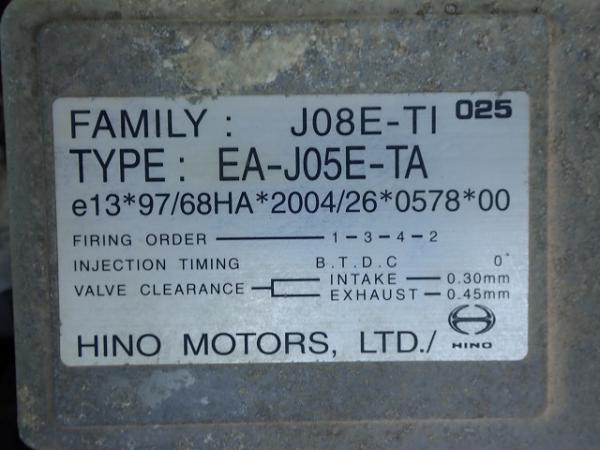 FAMILY : J08E-TI 025
TYPE : EA-J05E-TA
e13*97/68HA*2004/26*0578*00
FIRING ORDER 1-3-4-2
INJECTION TIMING B.T.D.C 0°
VALVE CLEARANCE INTAKE 0.30mm
EXHAUST 0.45mm
HINO MOTORS, LTD./ HINO